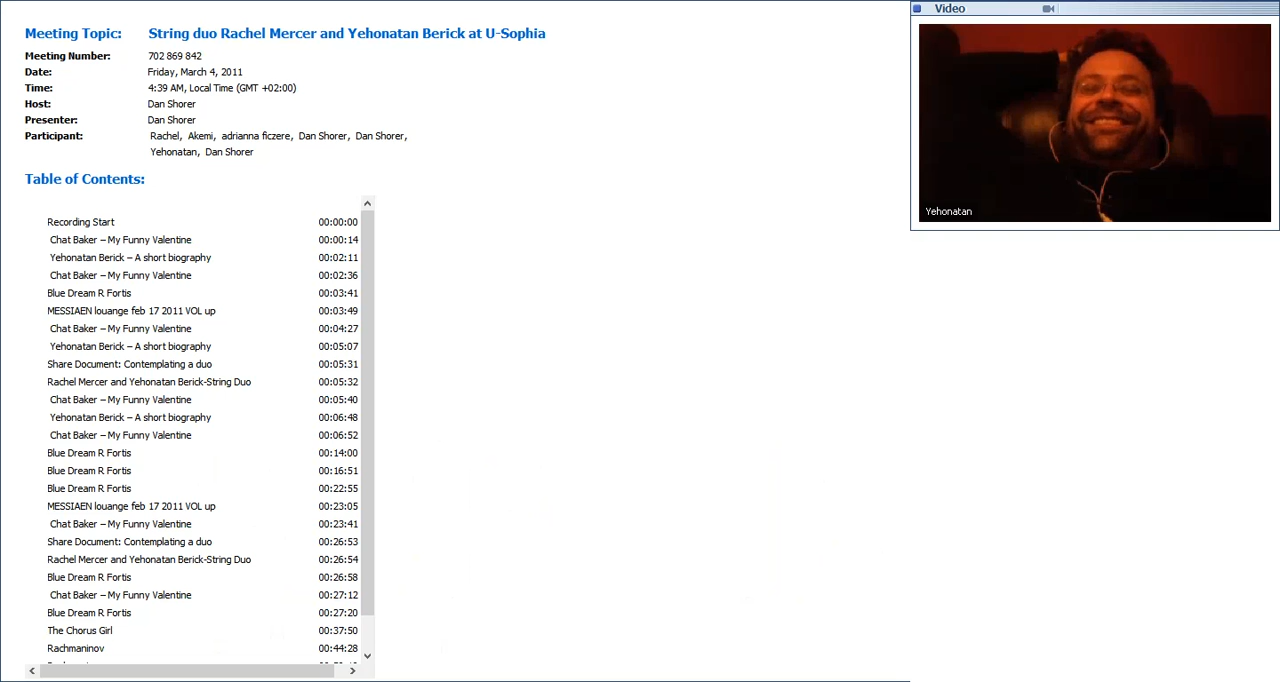 Meeting Topic: String duo Rachel Mercer and Yehonatan Berick at U-Sophia
Meeting Number: 702 869 842
Date: Friday, March 4, 2011
Time: 4:39 AM, Local Time (GMT +02:00)
Host: Dan Shorer
Presenter: Dan Shorer
Participant: Rachel, Akemi, adrianna ficzere, Dan Shorer, Dan Shorer,
Yehonatan, Dan Shorer
Table of Contents:
Recording Start 00:00:00
Chat Baker – My Funny Valentine 00:00:14
Yehonatan Berick – A short biography 00:02:11
Chat Baker – My Funny Valentine 00:02:36
Blue Dream R Fortis 00:03:41
MESSIAEN louange feb 17 2011 VOL up 00:03:49
Chat Baker – My Funny Valentine 00:04:27
Yehonatan Berick – A short biography 00:05:07
Share Document: Contemplating a duo 00:05:31
Rachel Mercer and Yehonatan Berick-String Duo 00:05:32
Chat Baker – My Funny Valentine 00:05:40
Yehonatan Berick – A short biography 00:06:48
Chat Baker – My Funny Valentine 00:06:52
Blue Dream R Fortis 00:14:00
Blue Dream R Fortis 00:16:51
Blue Dream R Fortis 00:22:55
MESSIAEN louange feb 17 2011 VOL up 00:23:05
Chat Baker – My Funny Valentine 00:23:41
Share Document: Contemplating a duo 00:26:53
Rachel Mercer and Yehonatan Berick-String Duo 00:26:54
Blue Dream R Fortis 00:26:58
Chat Baker – My Funny Valentine 00:27:12
Blue Dream R Fortis 00:27:20
The Chorus Girl 00:37:50
Rachmaninov 00:44:28
Video
Yehonatan